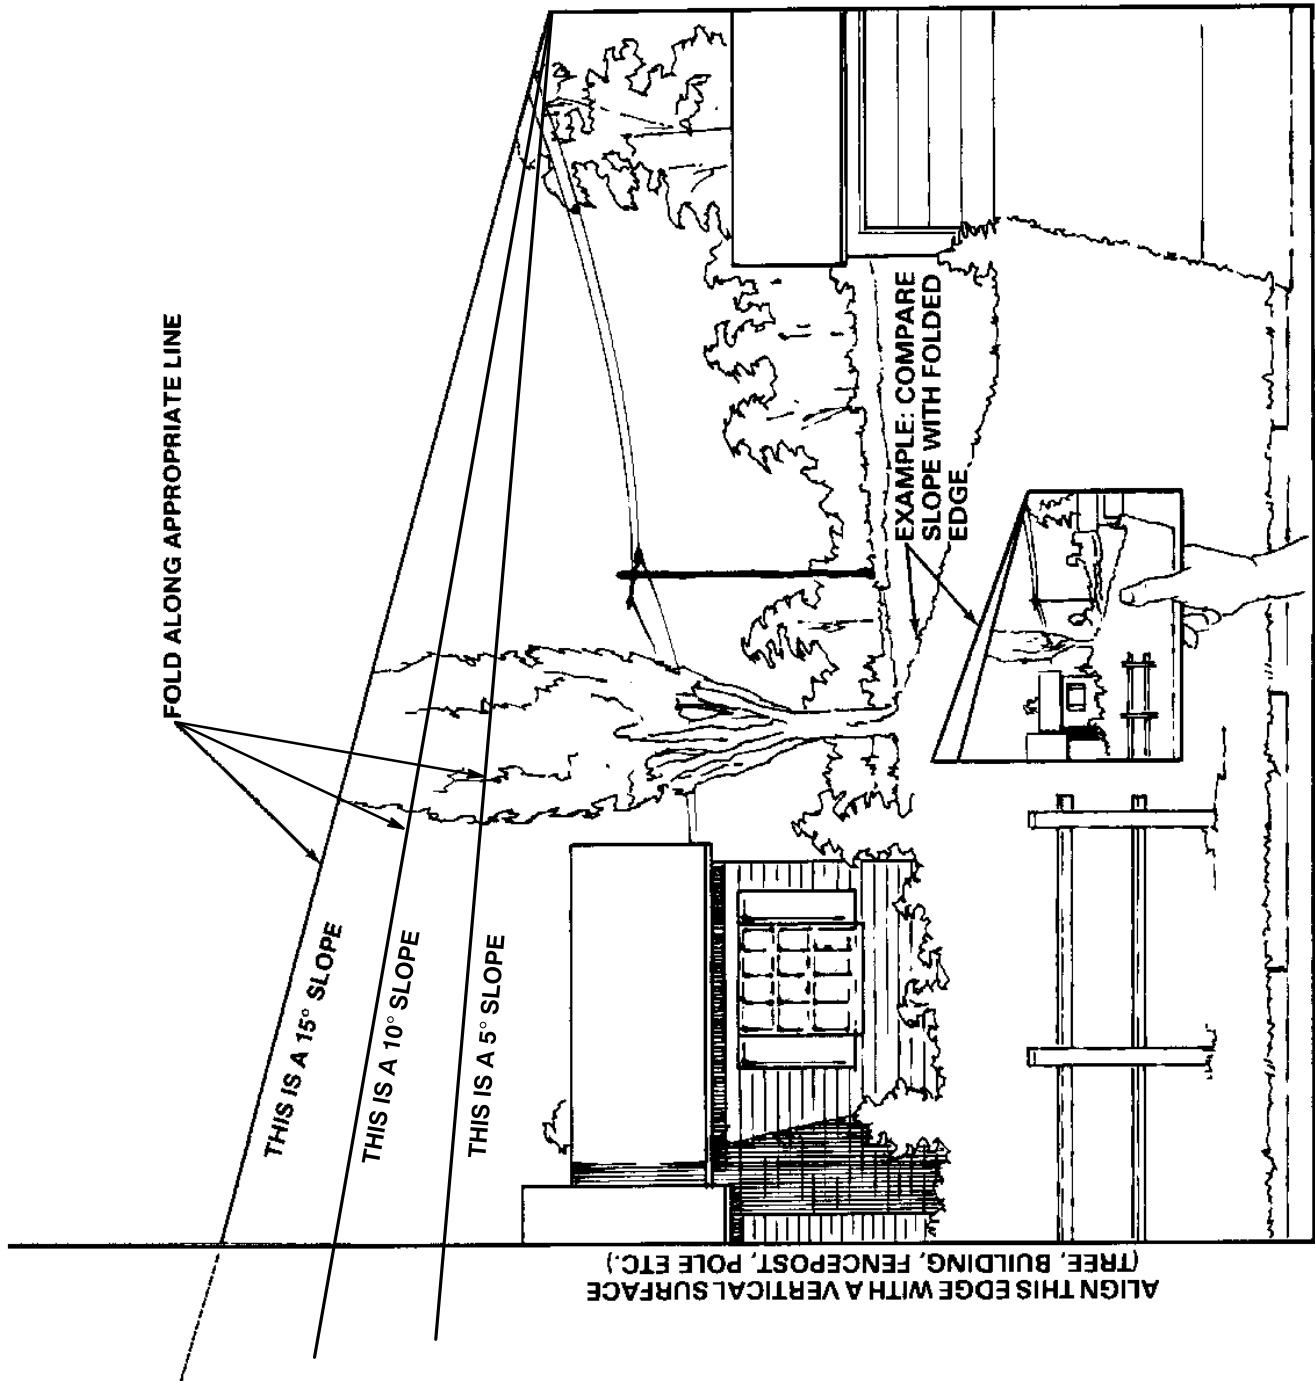 FOLD ALONG APPROPRIATE LINE
THIS IS A 15° SLOPE
THIS IS A 10° SLOPE
THIS IS A 5° SLOPE
EXAMPLE: COMPARE
SLOPE WITH FOLDED
EDGE
ALIGN THIS EDGE WITH A VERTICAL SURFACE
(TREE, BUILDING, FENCEPOST, POLE ETC.)